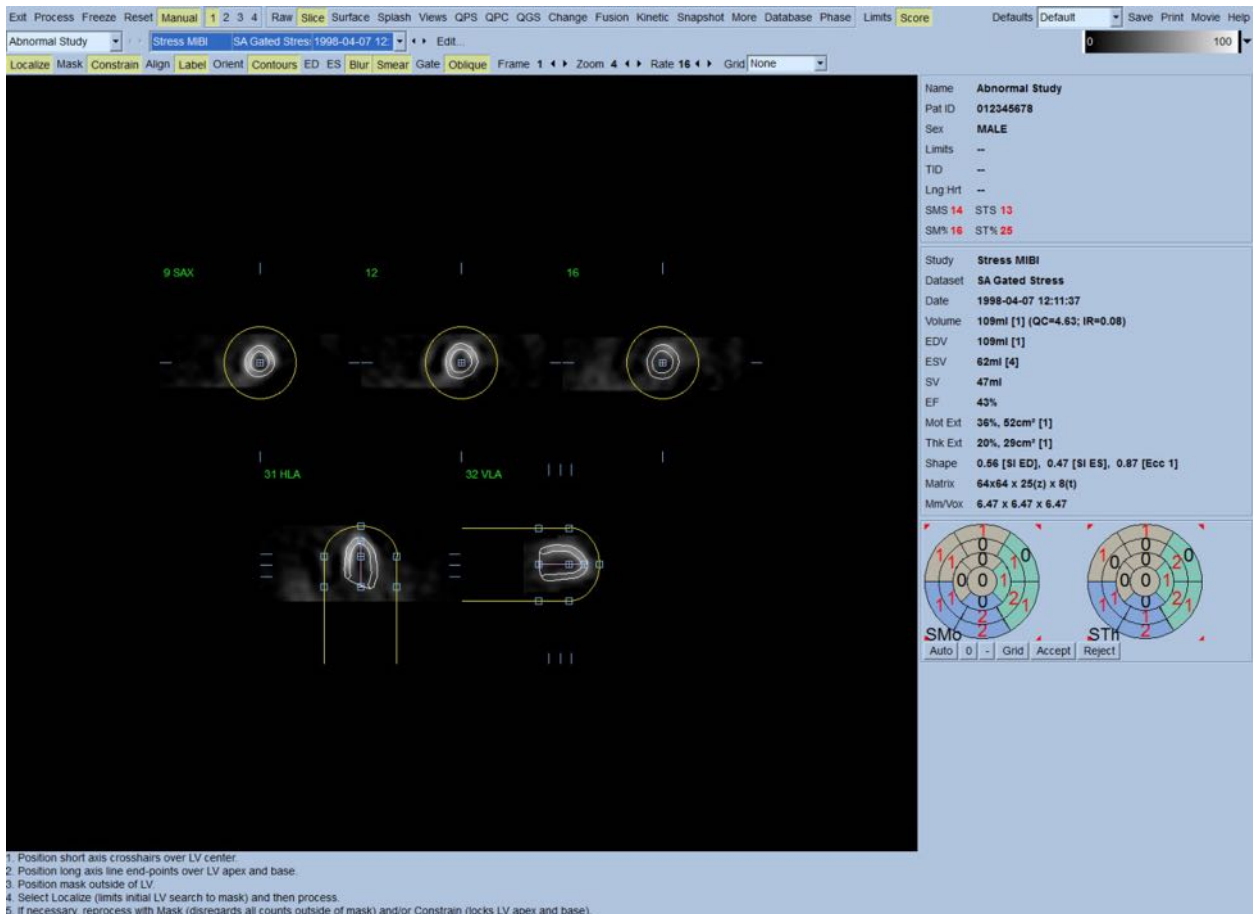 Exit Process Freeze Reset Manual 1 2 3 4 Raw Slice Surface Splash Views QPS QPC QGS Change Fusion Kinetic Snapshot More Database Phase Limits Score Defaults Default Save Print Movie Help
Abnormal Study Stress MIBI SA Gated Stres: 1998-04-07 12: Edit... 0 100
Localize Mask Constrain Align Label Orient Contours ED ES Blur Smear Gate Oblique Frame 1 Zoom 4 Rate 16 Grid None
Name Abnormal Study
Pat ID 012345678
Sex MALE
Limits --
TID --
Lng Hrt --
SMS 14 STS 13
SM% 16 ST% 25
Study Stress MIBI
Dataset SA Gated Stress
Date 1998-04-07 12:11:37
Volume 109ml [1] (QC=4.63; IR=0.08)
EDV 109ml [1]
ESV 62ml [4]
SV 47ml
EF 43%
Mot Ext 36%, 52cm² [1]
Thk Ext 20%, 29cm² [1]
Shape 0.56 [SI ED], 0.47 [SI ES], 0.87 [Ecc 1]
Matrix 64x64 x 25(z) x 8(t)
Mm/Vox 6.47 x 6.47 x 6.47
9 SAX 12 16
31 HLA 32 VLA
SMo STh
Auto 0 - Grid Accept Reject
1. Position short axis crosshairs over LV center.
2. Position long axis line end-points over LV apex and base.
3. Position mask outside of LV.
4. Select Localize (limits initial LV search to mask) and then process.
5. If necessary, reprocess with Mask (disregards all counts outside of mask) and/or Constrain (locks LV apex and base).